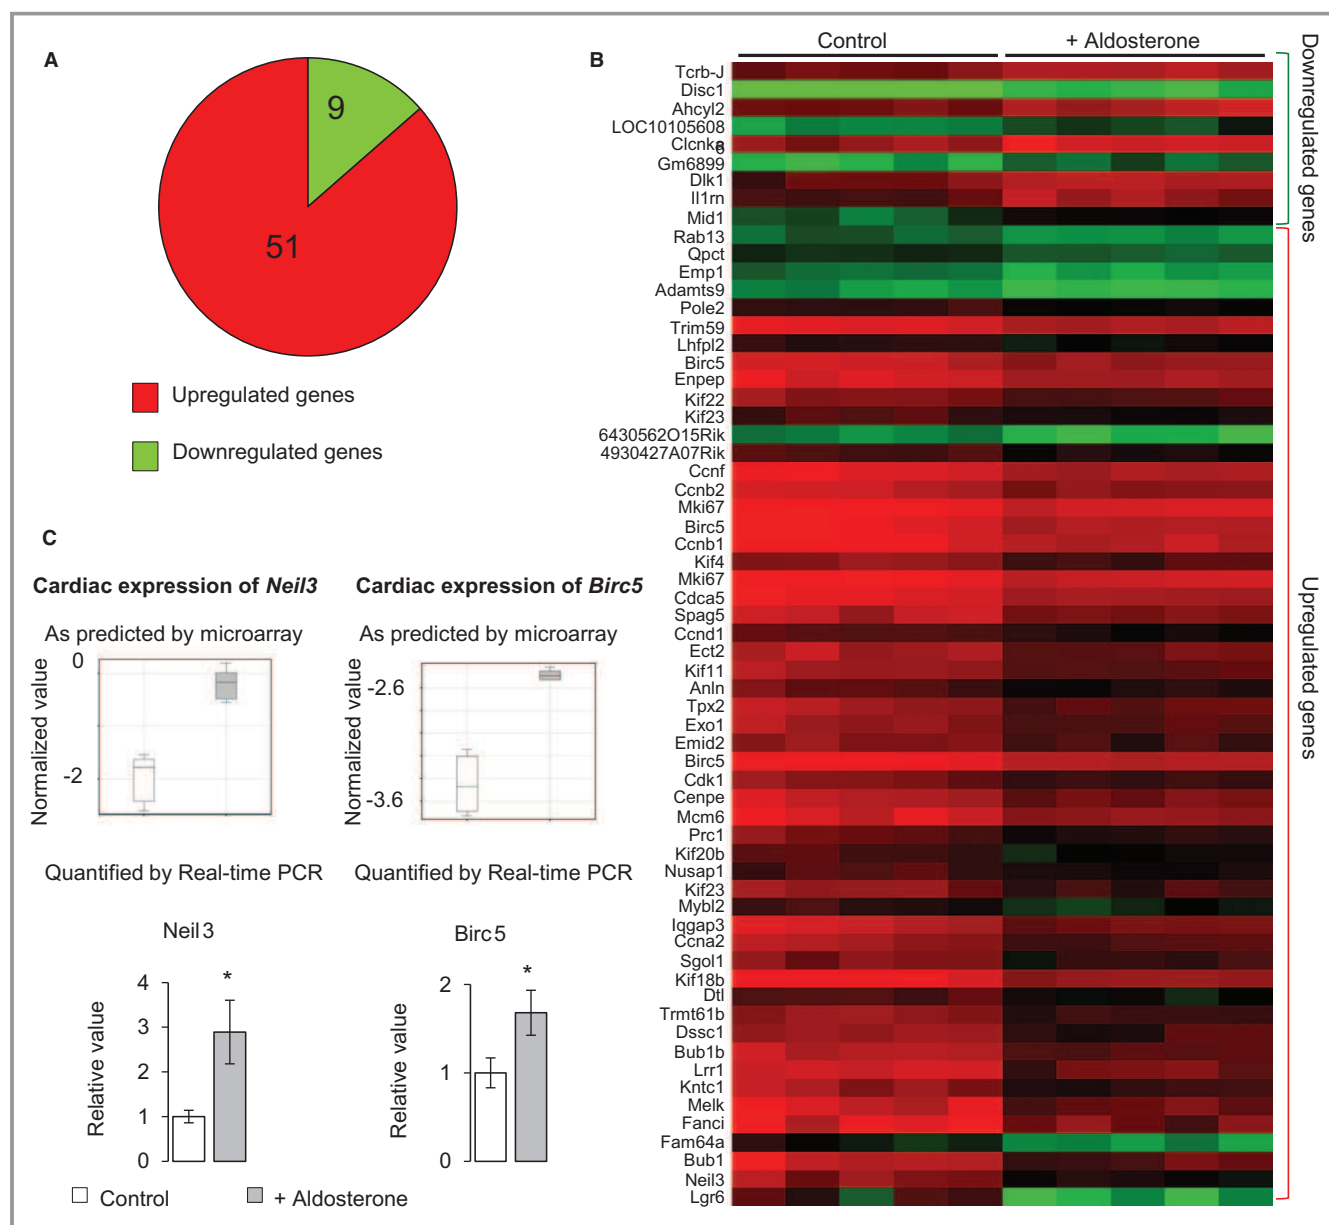 A
9
51
Upregulated genes
Downregulated genes
B
Control
+ Aldosterone
Tcrb-J
Disc1
Ahcyl2
LOC10105608
6
Clcnka
Gm6899
Dlk1
Il1rn
Mid1
Rab13
Qpct
Emp1
Adamts9
Pole2
Trim59
Lhfpl2
Birc5
Enpep
Kif22
Kif23
6430562O15Rik
4930427A07Rik
Ccnf
Ccnb2
Mki67
Birc5
Ccnb1
Kif4
Mki67
Cdca5
Spag5
Ccnd1
Ect2
Kif11
Anln
Tpx2
Exo1
Emid2
Birc5
Cdk1
Cenpe
Mcm6
Prc1
Kif20b
Nusap1
Kif23
Mybl2
Iqgap3
Ccna2
Sgol1
Kif18b
Dtl
Trmt61b
Dssc1
Bub1b
Lrr1
Kntc1
Melk
Fanci
Fam64a
Bub1
Neil3
Lgr6
Downregulated genes
Upregulated genes
C
Cardiac expression of Neil3
As predicted by microarray
Normalized value
0
-2
Cardiac expression of Birc5
As predicted by microarray
Normalized value
-2.6
-3.6
Quantified by Real-time PCR
Neil3
Relative value
4
3
2
1
0
*
Quantified by Real-time PCR
Birc5
Relative value
2
1
0
*
Control
+ Aldosterone